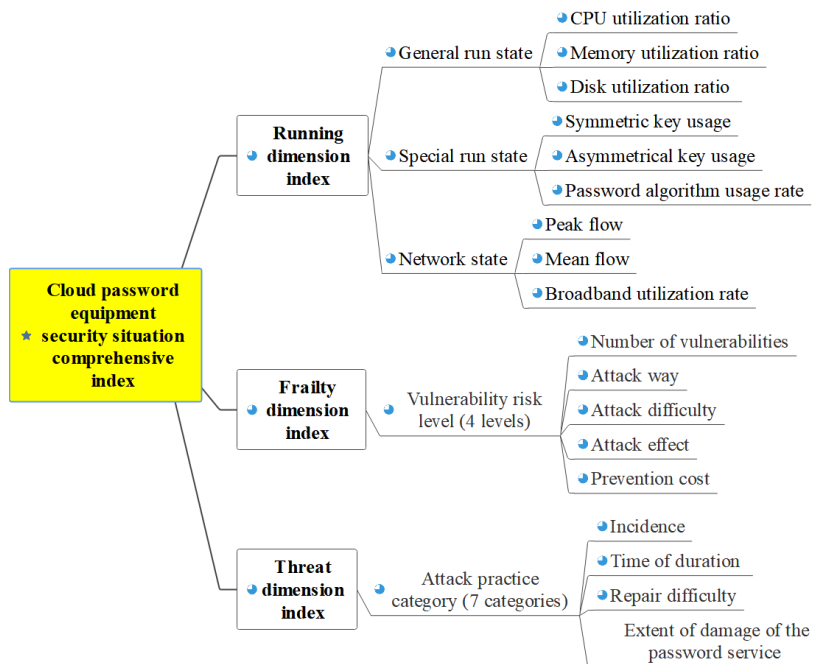 Cloud password
equipment
security situation
comprehensive
index
Running
dimension
index
General run state
CPU utilization ratio
Memory utilization ratio
Disk utilization ratio
Special run state
Symmetric key usage
Asymmetrical key usage
Password algorithm usage rate
Network state
Peak flow
Mean flow
Broadband utilization rate
Frailty
dimension
index
Vulnerability risk
level (4 levels)
Number of vulnerabilities
Attack way
Attack difficulty
Attack effect
Prevention cost
Threat
dimension
index
Attack practice
category (7 categories)
Incidence
Time of duration
Repair difficulty
Extent of damage of the
password service